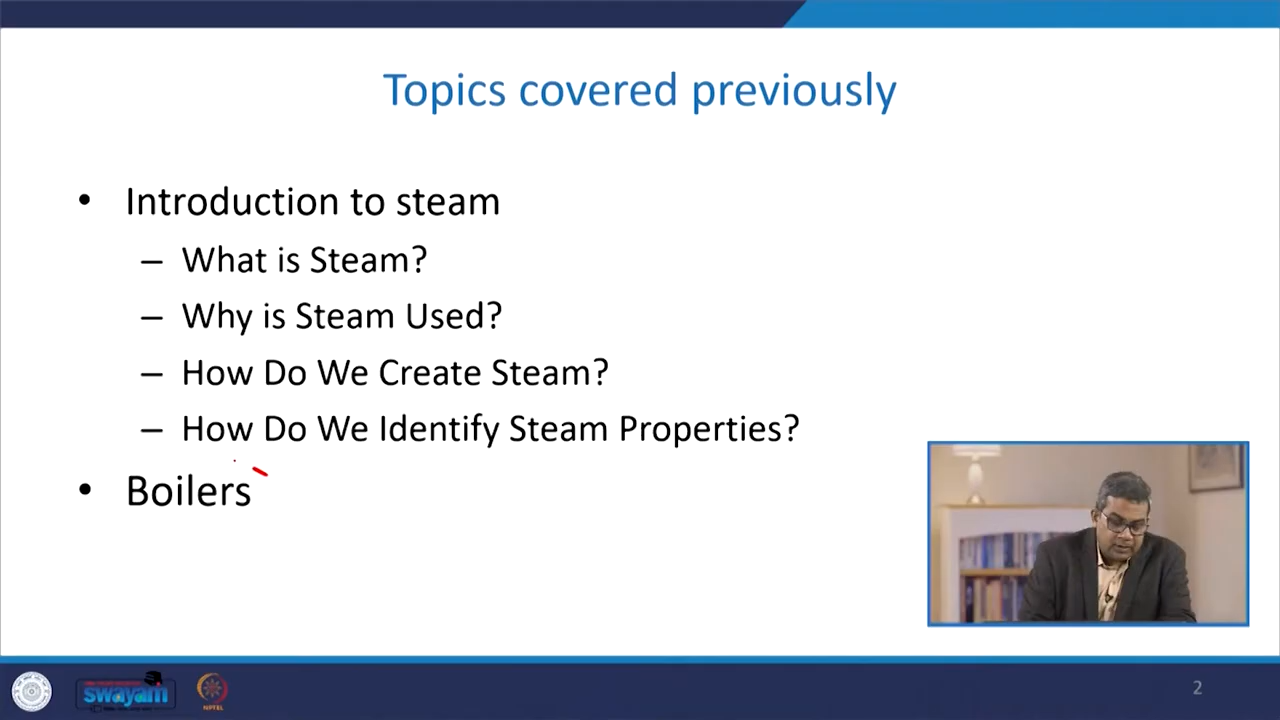 Topics covered previously
• Introduction to steam
– What is Steam?
– Why is Steam Used?
– How Do We Create Steam?
– How Do We Identify Steam Properties?
• Boilers
swayam
NPTEL
2